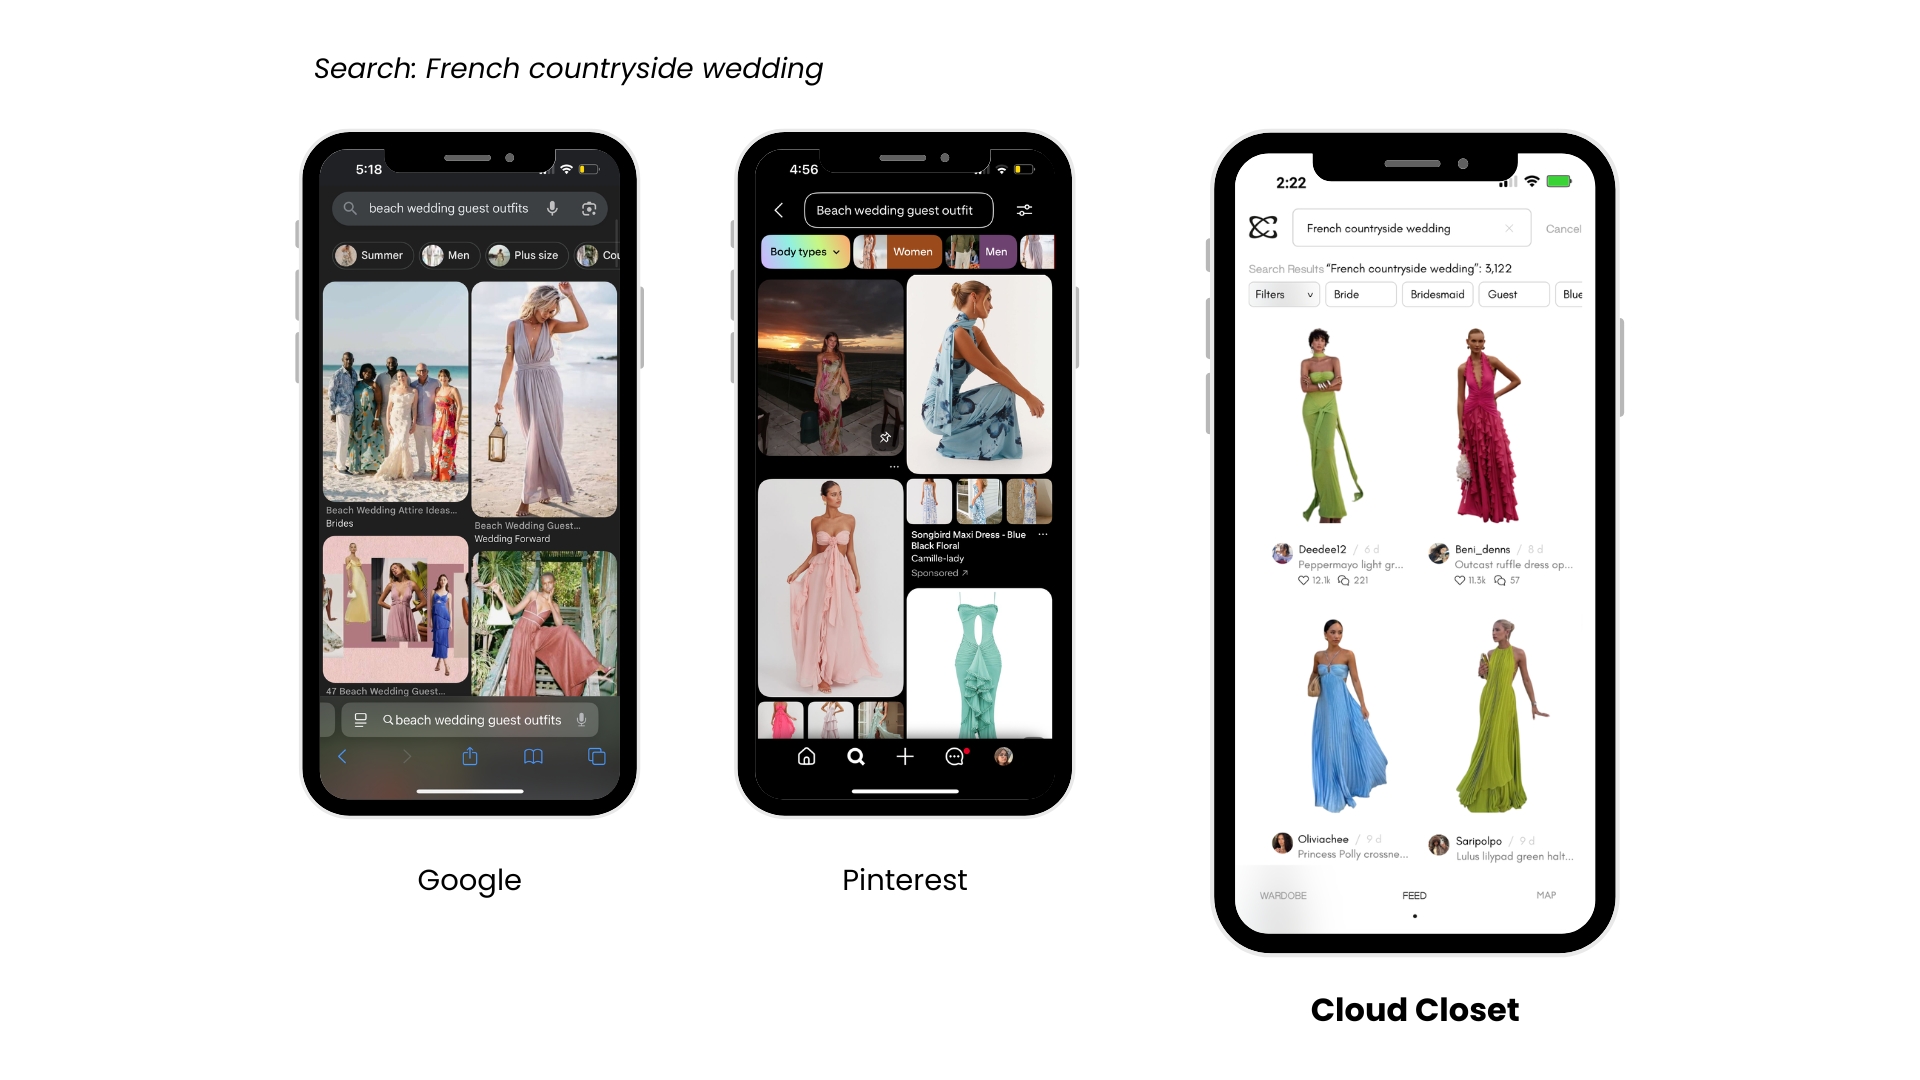 Search: French countryside wedding
5:18
beach wedding guest outfits
Summer
Men
Plus size
Cou
Beach Wedding Attire Ideas...
Brides
Beach Wedding Guest...
Wedding Forward
47 Beach Wedding Guest...
beach wedding guest outfits
Google
4:56
Beach wedding guest outfit
Body types
Women
Men
Songbird Maxi Dress - Blue
Black Floral
Camille-lady
Sponsored
Pinterest
2:22
French countryside wedding
Cancel
Search Results "French countryside wedding": 3,122
Filters
Bride
Bridesmaid
Guest
Blue
Deedee12 / 6 d
Peppermayo light gr...
12.1k 221
Beni_denns / 8 d
Outcast ruffle dress op...
11.3k 57
Oliviachee / 9 d
Princess Polly crossne...
Saripolpo / 9 d
Lulus lilypad green halt...
WARDOBE
FEED
MAP
Cloud Closet